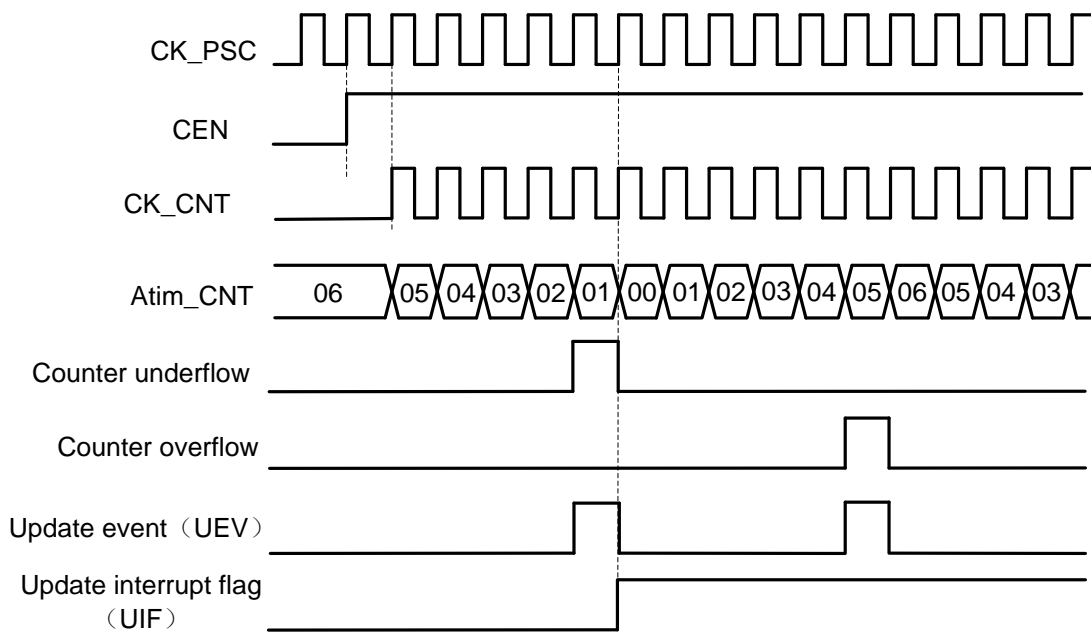 CK_PSC
CEN
CK_CNT
Atim_CNT 06 05 04 03 02 01 00 01 02 03 04 05 06 05 04 03
Counter underflow
Counter overflow
Update event（UEV）
Update interrupt flag
（UIF）